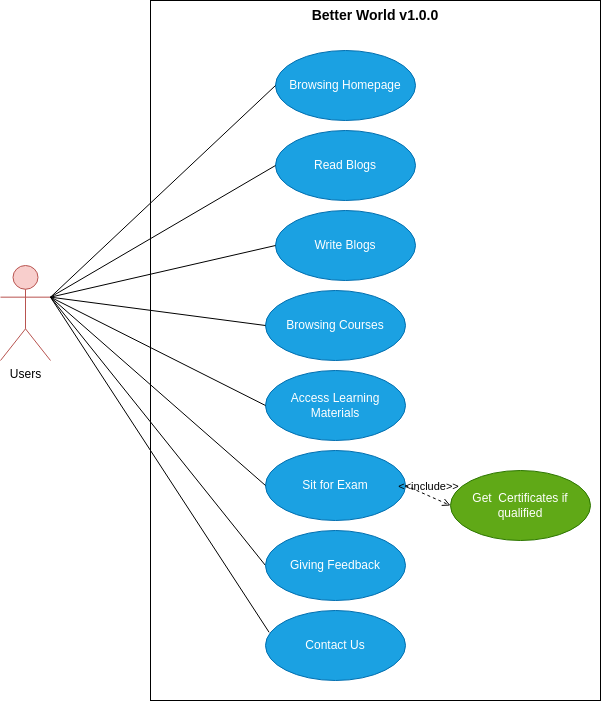 Better World v1.0.0
Browsing Homepage
Read Blogs
Write Blogs
Browsing Courses
Users
Access Learning
Materials
Sit for Exam
<<include>>
Get  Certificates if
qualified
Giving Feedback
Contact Us